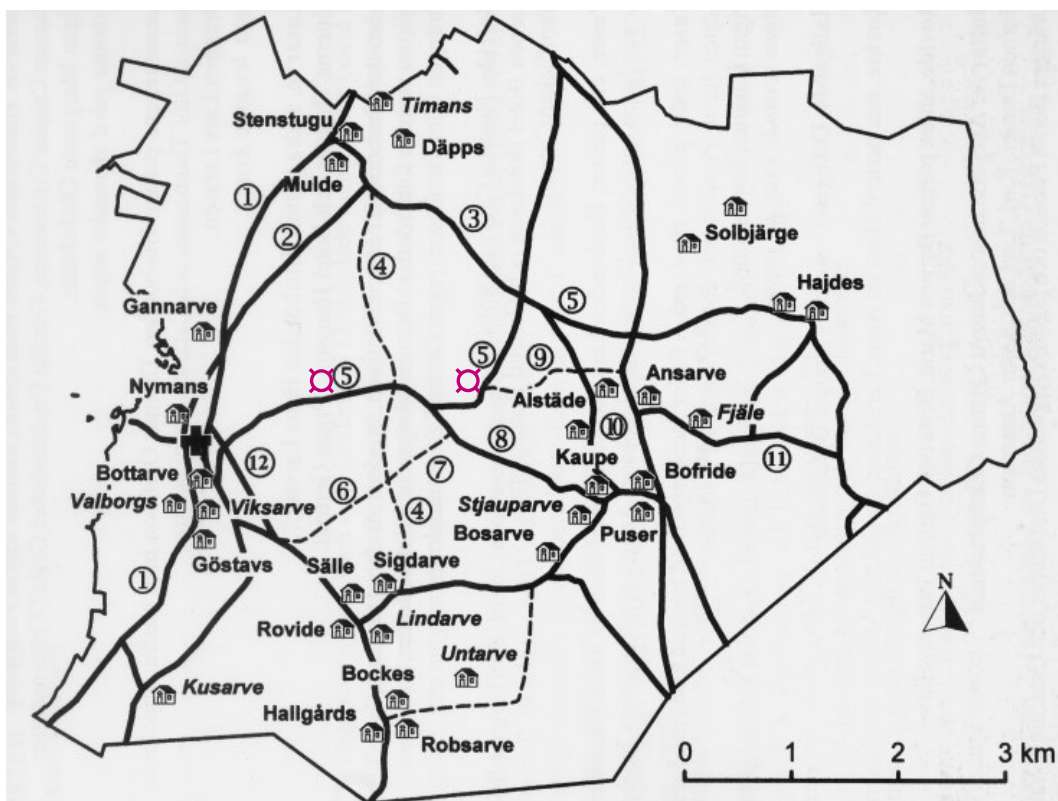 Timans
Stenstugu
Däpps
Mulde
①
②
③
④
Solbjärge
Hajdes
Gannarve
⑤
⑤
⑨
⑤
Nymans
Ansarve
Alstäde
Fjäle
⑩
⑧
⑫
⑦
⑪
Bottarve
Kaupe
Bofride
⑥
Valborgs
Viksarve
④
Stjauparve
Puser
Bosarve
Göstavs
Sälle
Sigdarve
①
N
Rovide
Lindarve
Untarve
Bockes
Kusarve
Hallgårds
Robsarve
0 1 2 3 km